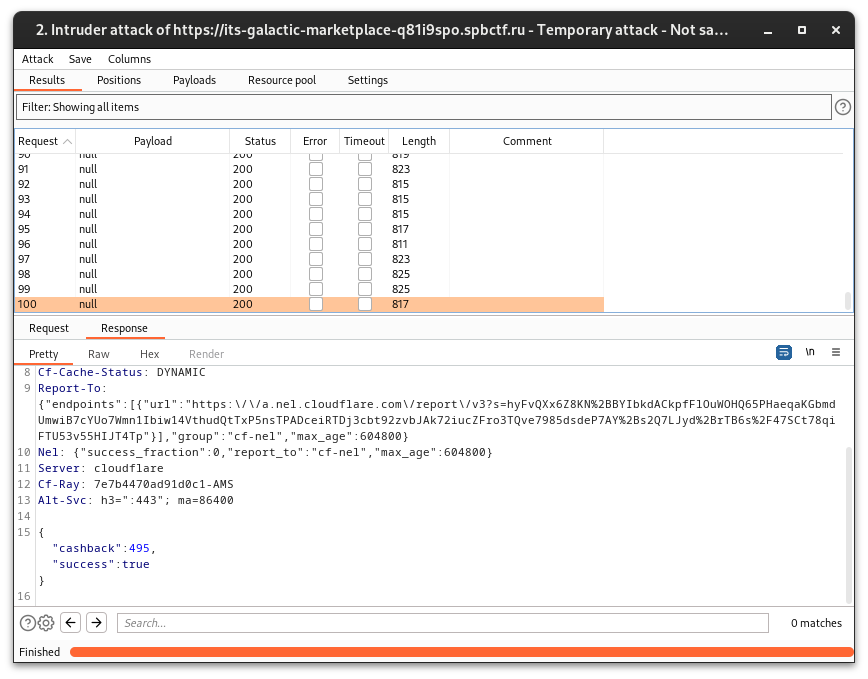 2. Intruder attack of https://its-galactic-marketplace-q81i9spo.spbctf.ru - Temporary attack - Not sa...
Attack Save Columns
Results Positions Payloads Resource pool Settings
Filter: Showing all items
Request Payload Status Error Timeout Length Comment
90 null 200 819
91 null 200 823
92 null 200 815
93 null 200 815
94 null 200 815
95 null 200 817
96 null 200 811
97 null 200 823
98 null 200 825
99 null 200 825
100 null 200 817
Request Response
Pretty Raw Hex Render \n
8 Cf-Cache-Status: DYNAMIC
9 Report-To:
{"endpoints":[{"url":"https:\/\/a.nel.cloudflare.com\/report\/v3?s=hyFvQXx6Z8KN%2BBYIbkdACkpfFlOuWOHQ65PHaeqaKGbmd
UmwiB7cYUo7Wmn1Ibiw14VthudQtTxP5nsTPADceiRTDj3cbt92zvbJAk72iucZFro3TQve7985dsdeP7AY%2Bs2Q7LJyd%2BrTB6s%2F47SCt78qi
FTU53v55HIJT4Tp"}],"group":"cf-nel","max_age":604800}
10 Nel: {"success_fraction":0,"report_to":"cf-nel","max_age":604800}
11 Server: cloudflare
12 Cf-Ray: 7e7b4470ad91d0c1-AMS
13 Alt-Svc: h3=":443"; ma=86400
14
15 {
"cashback":495,
"success":true
}
16
Search... 0 matches
Finished